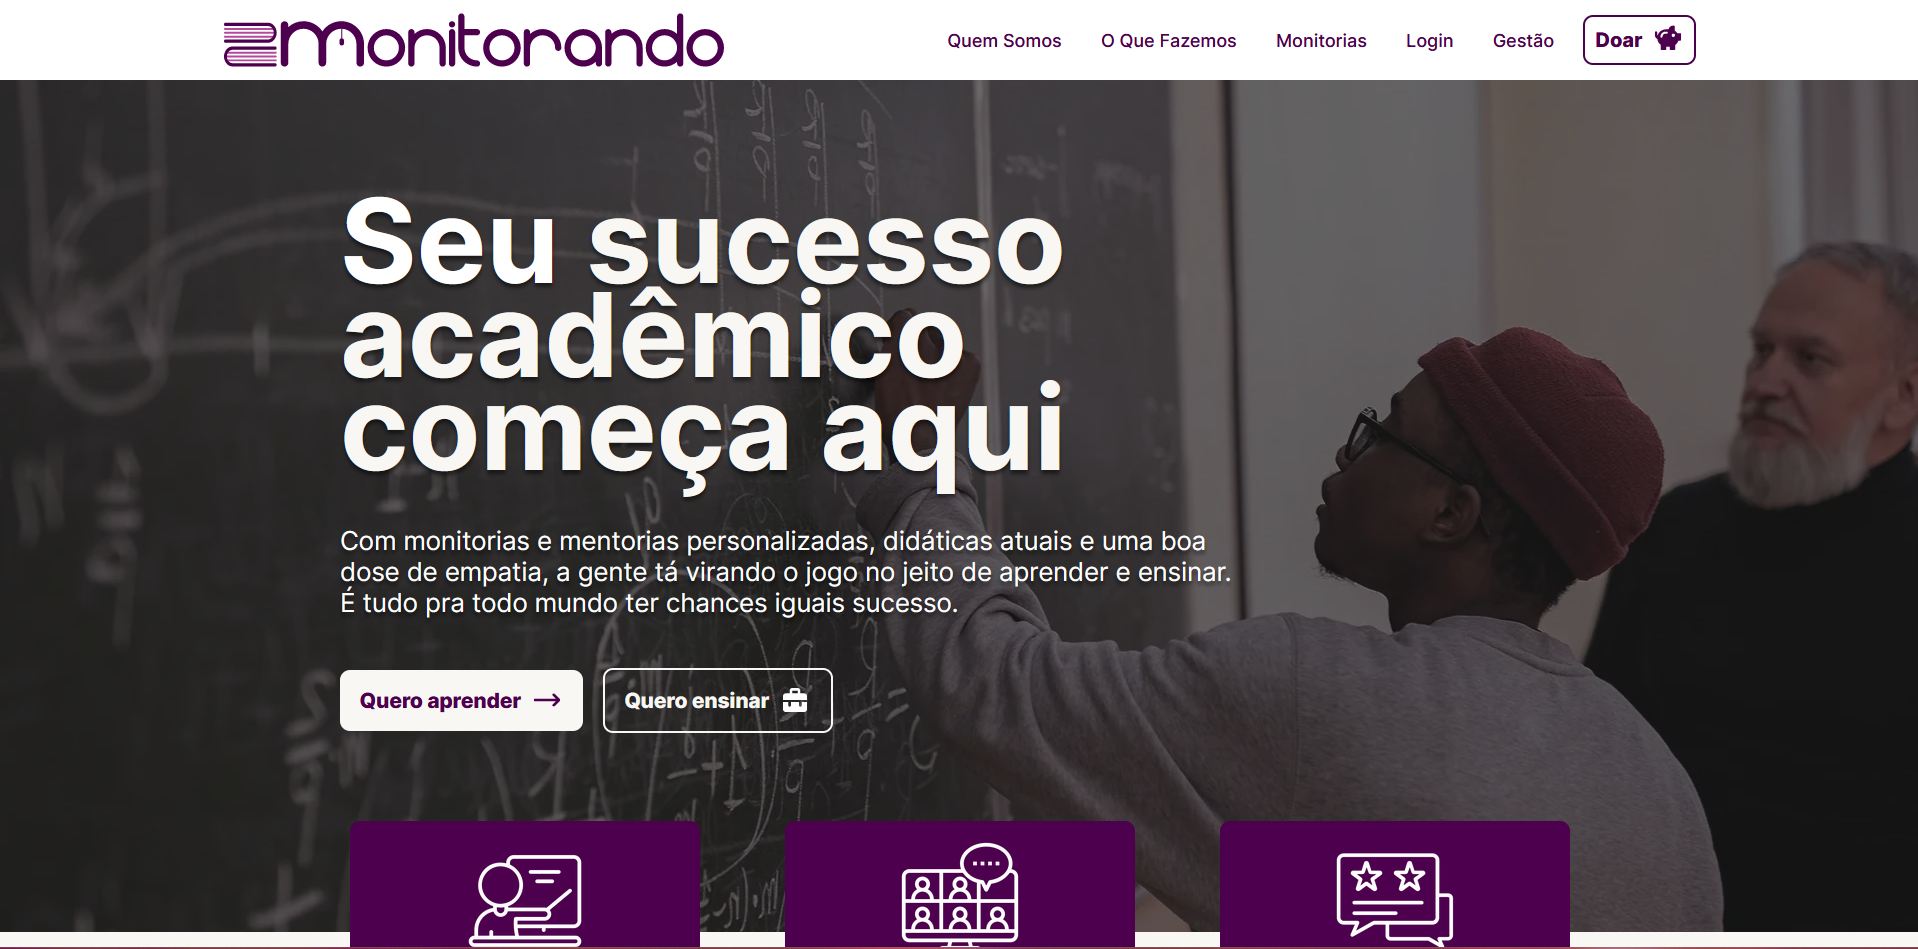 monitorando
Quem Somos
O Que Fazemos
Monitorias
Login
Gestão
Doar
Seu sucesso
acadêmico
começa aqui
Com monitorias e mentorias personalizadas, didáticas atuais e uma boa
dose de empatia, a gente tá virando o jogo no jeito de aprender e ensinar.
É tudo pra todo mundo ter chances iguais sucesso.
Quero aprender
Quero ensinar